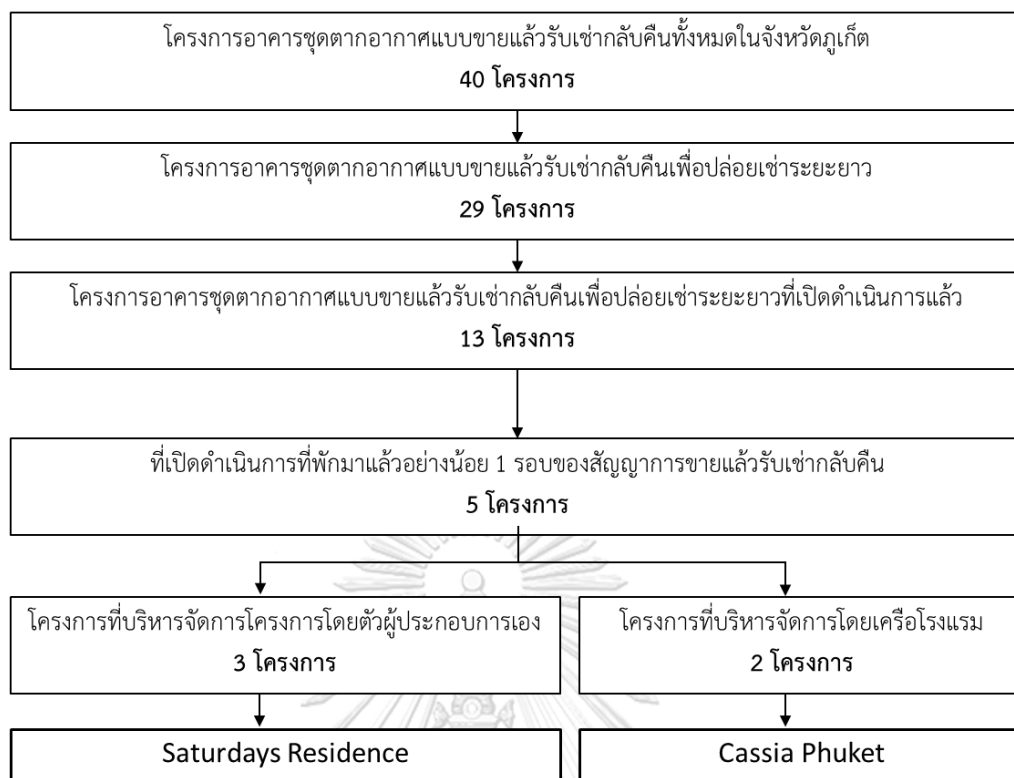 โครงการอาคารชุดตากอากาศแบบขายแล้วรับเช่ากลับคืนทั้งหมดในจังหวัดภูเก็ต
40 โครงการ
โครงการอาคารชุดตากอากาศแบบขายแล้วรับเช่ากลับคืนเพื่อปล่อยเช่าระยะยาว
29 โครงการ
โครงการอาคารชุดตากอากาศแบบขายแล้วรับเช่ากลับคืนเพื่อปล่อยเช่าระยะยาวที่เปิดดำเนินการแล้ว
13 โครงการ
ที่เปิดดำเนินการที่พักมาแล้วอย่างน้อย 1 รอบของสัญญาการขายแล้วรับเช่ากลับคืน
5 โครงการ
โครงการที่บริหารจัดการโครงการโดยตัวผู้ประกอบการเอง
3 โครงการ
โครงการที่บริหารจัดการโดยเครือโรงแรม
2 โครงการ
Saturdays Residence
Cassia Phuket